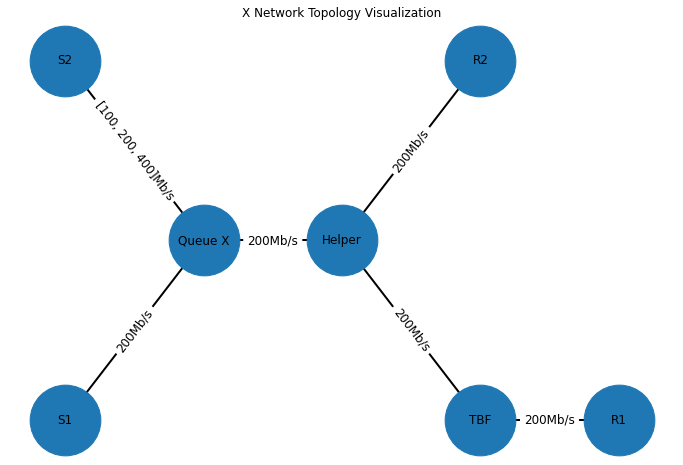 X Network Topology Visualization
S2
R2
[100, 200, 400]Mb/s
200Mb/s
Queue X
200Mb/s
Helper
200Mb/s
200Mb/s
S1
TBF
200Mb/s
R1